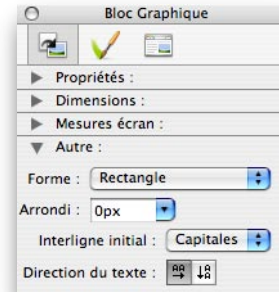 Bloc Graphique
Propriétés :
Dimensions :
Mesures écran :
Autre :
Forme : Rectangle
Arrondi : 0px
Interligne initial : Capitales
Direction du texte :